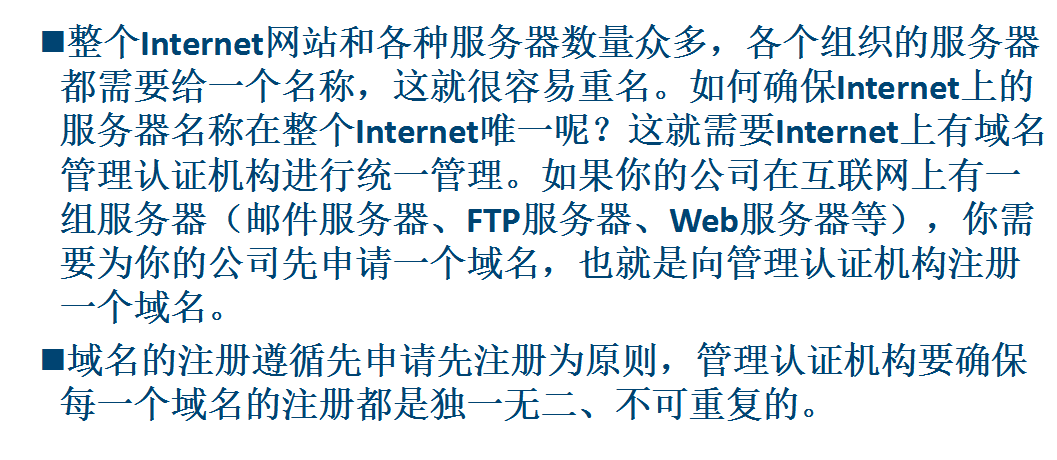 ■整个Internet网站和各种服务器数量众多，各个组织的服务器
都需要给一个名称，这就很容易重名。如何确保Internet上的
服务器名称在整个Internet唯一呢？这就需要Internet上有域名
管理认证机构进行统一管理。如果你的公司在互联网上有一
组服务器（邮件服务器、FTP服务器、Web服务器等），你需
要为你的公司先申请一个域名，也就是向管理认证机构注册
一个域名。
■域名的注册遵循先申请先注册为原则，管理认证机构要确保
每一个域名的注册都是独一无二、不可重复的。